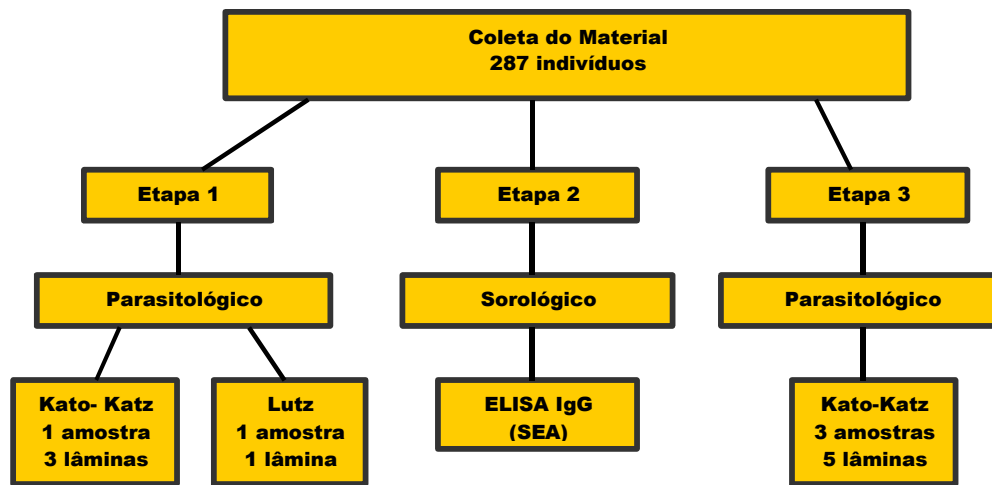 Coleta do Material
287 indivíduos
Etapa 1
Etapa 2
Etapa 3
Parasitológico
Sorológico
Parasitológico
Kato- Katz
1 amostra
3 lâminas
Lutz
1 amostra
1 lâmina
ELISA IgG
(SEA)
Kato-Katz
3 amostras
5 lâminas